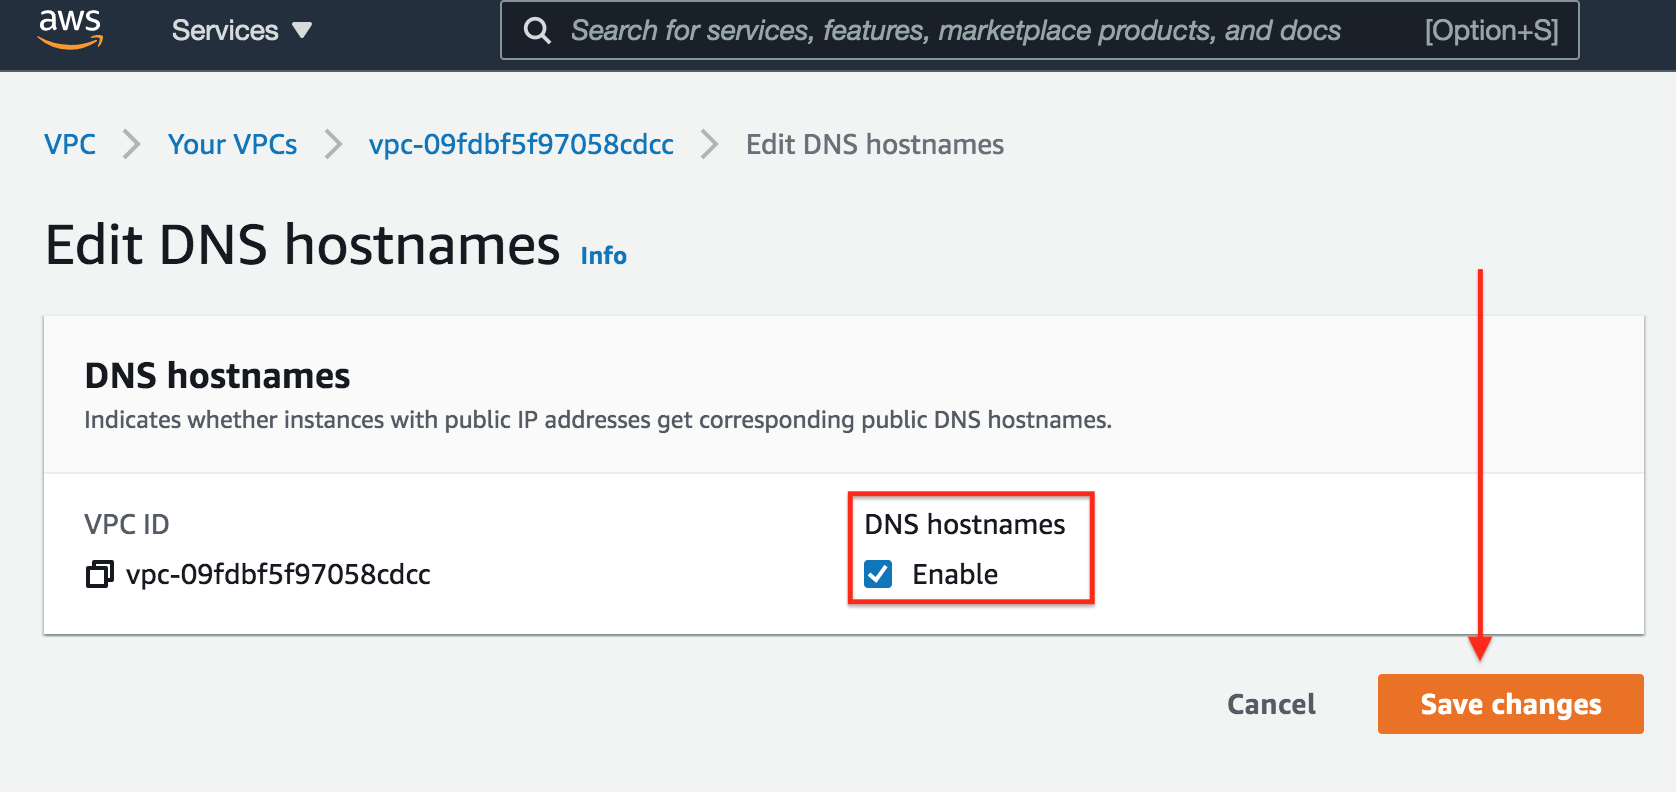 aws Services Search for services, features, marketplace products, and docs [Option+S]
VPC Your VPCs vpc-09fdbf5f97058cdcc Edit DNS hostnames
Edit DNS hostnames Info
DNS hostnames
Indicates whether instances with public IP addresses get corresponding public DNS hostnames.
VPC ID DNS hostnames
vpc-09fdbf5f97058cdcc Enable
Cancel Save changes